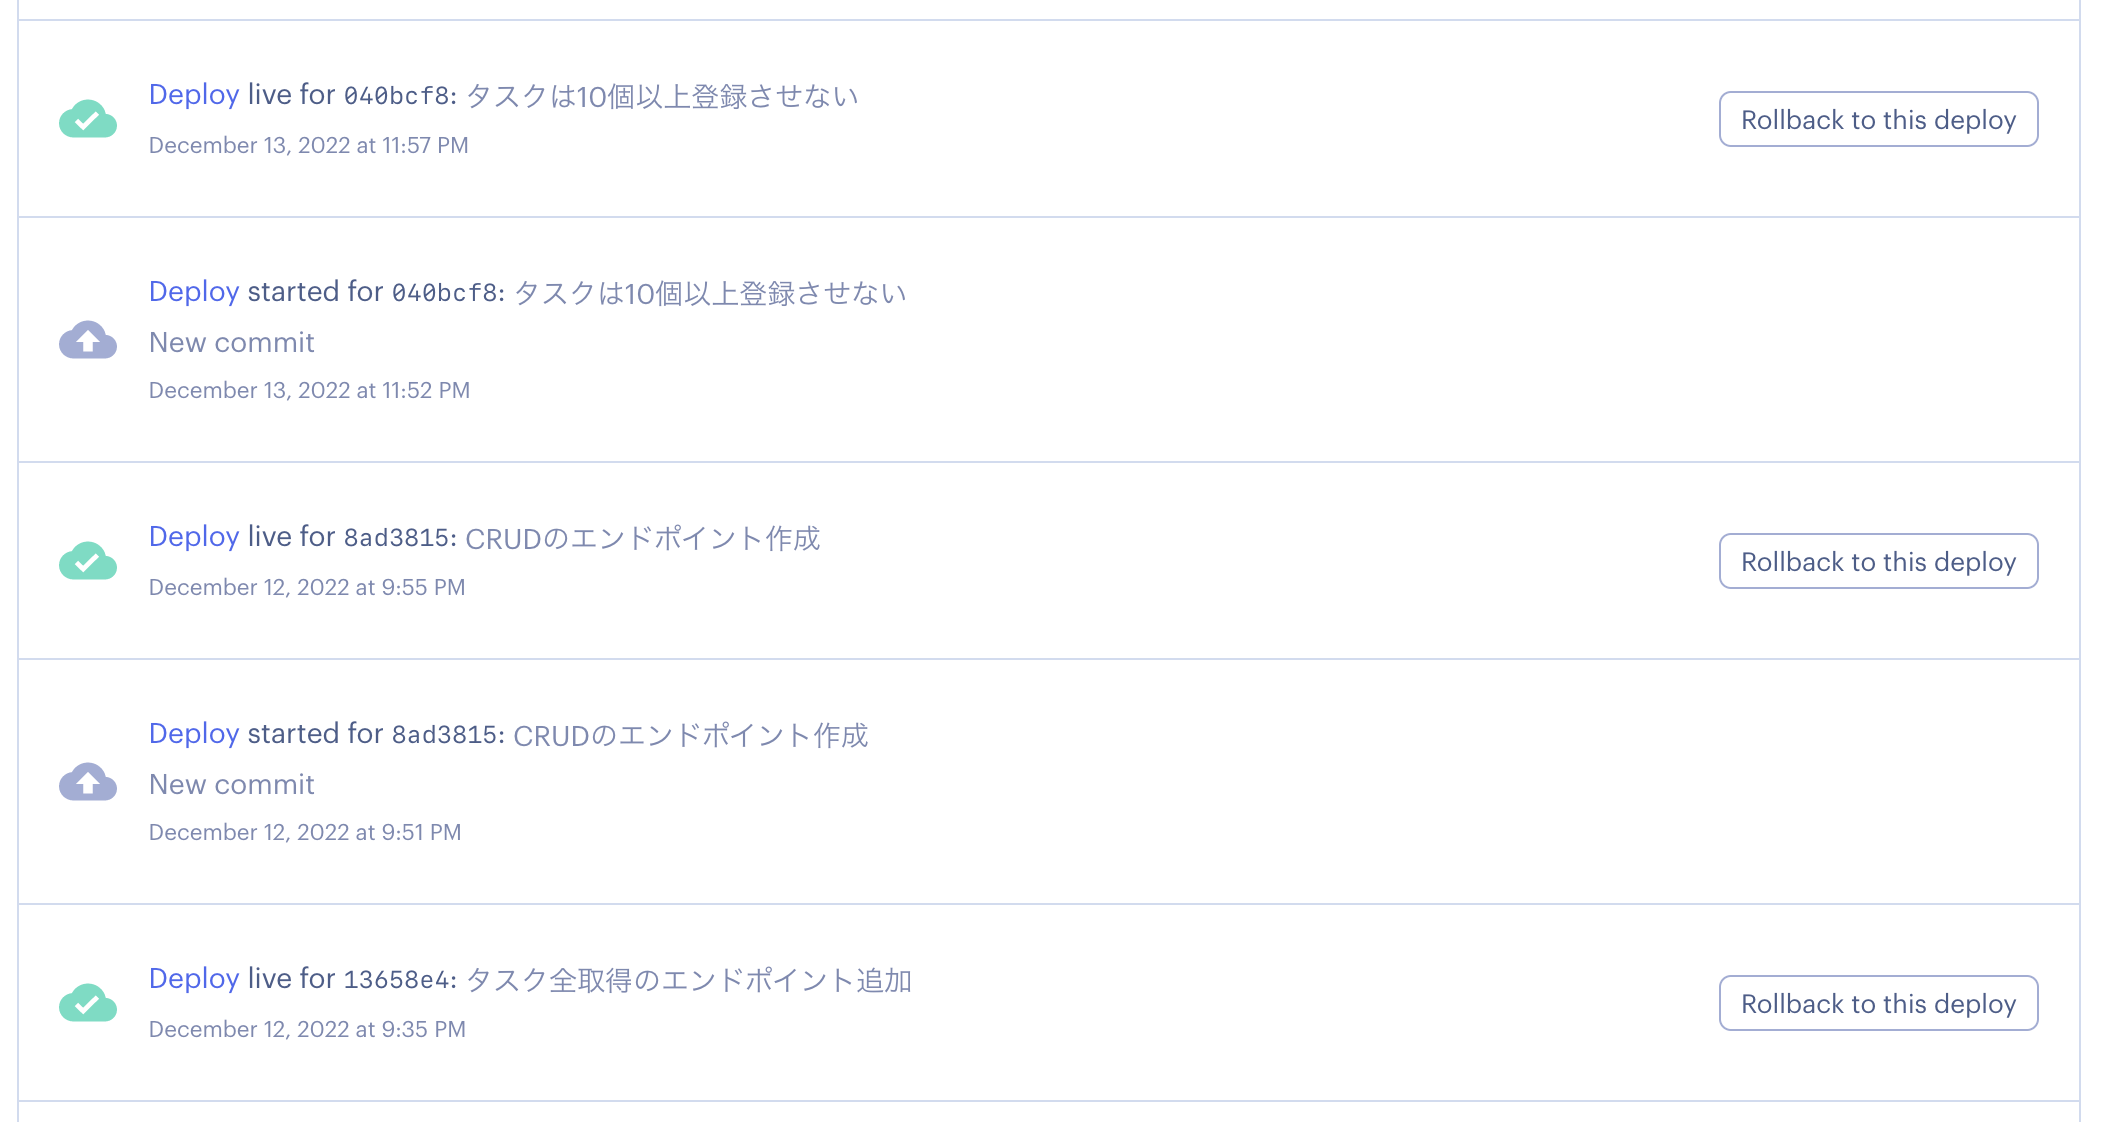 Deploy live for 040bcf8: タスクは10個以上登録させない
December 13, 2022 at 11:57 PM
Rollback to this deploy
Deploy started for 040bcf8: タスクは10個以上登録させない
New commit
December 13, 2022 at 11:52 PM
Deploy live for 8ad3815: CRUDのエンドポイント作成
December 12, 2022 at 9:55 PM
Rollback to this deploy
Deploy started for 8ad3815: CRUDのエンドポイント作成
New commit
December 12, 2022 at 9:51 PM
Deploy live for 13658e4: タスク全取得のエンドポイント追加
December 12, 2022 at 9:35 PM
Rollback to this deploy